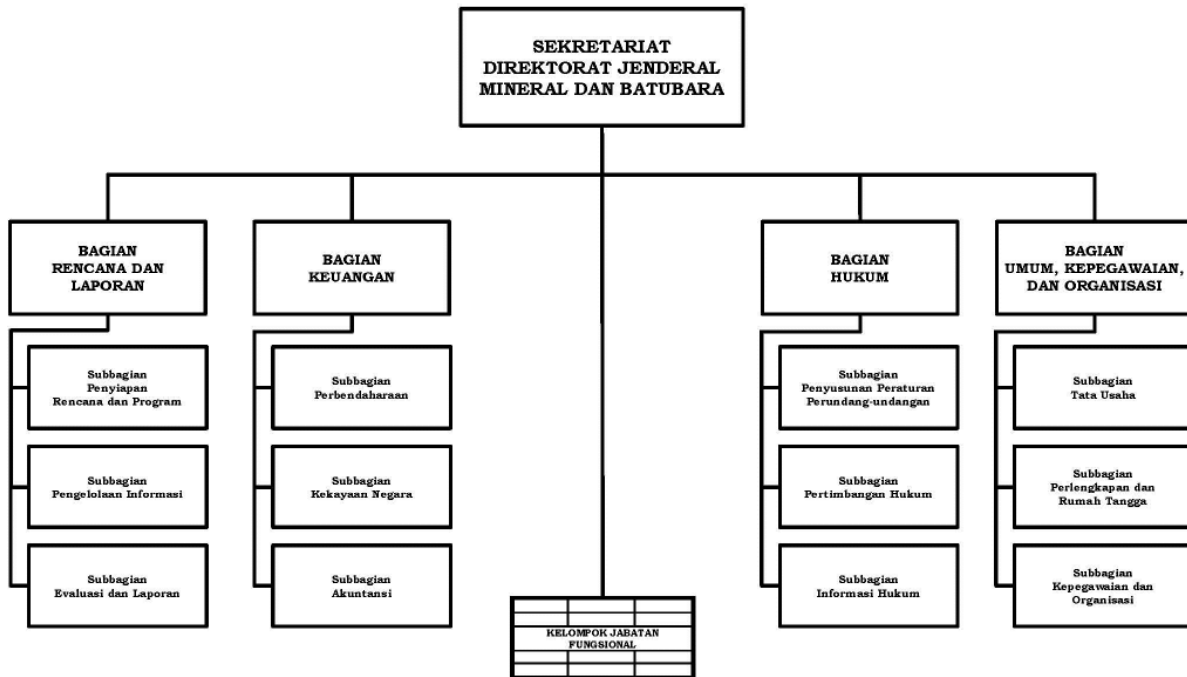 SEKRETARIAT
DIREKTORAT JENDERAL
MINERAL DAN BATUBARA
BAGIAN
RENCANA DAN
LAPORAN
BAGIAN
KEUANGAN
BAGIAN
HUKUM
BAGIAN
UMUM, KEPEGAWAIAN,
DAN ORGANISASI
Subbagian
Penyiapan
Rencana dan Program
Subbagian
Perbendaharaan
Subbagian
Penyusunan Peraturan
Perundang-undangan
Subbagian
Tata Usaha
Subbagian
Pengelolaan Informasi
Subbagian
Kekayaan Negara
Subbagian
Pertimbangan Hukum
Subbagian
Perlengkapan dan
Rumah Tangga
Subbagian
Evaluasi dan Laporan
Subbagian
Akuntansi
Subbagian
Informasi Hukum
Subbagian
Kepegawaian dan
Organisasi
KELOMPOK JABATAN
FUNGSIONAL